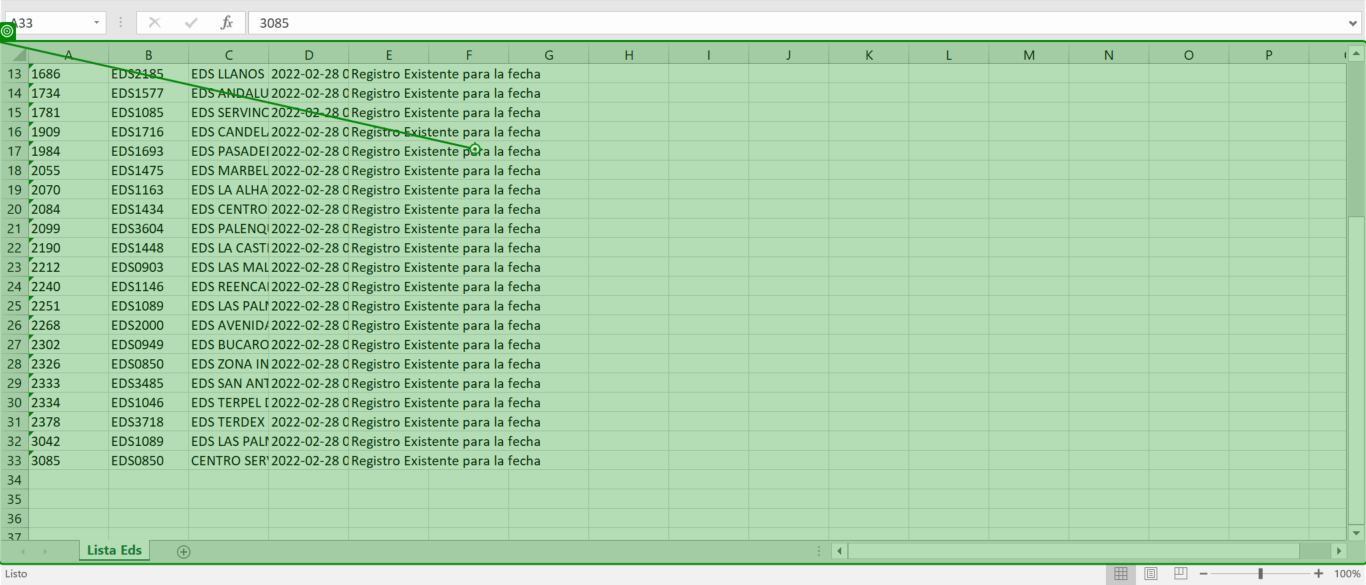 A33 fx 3085
A B C D E F G H I J K L M N O P
13 1686 EDS2185 EDS LLANOS 2022-02-28 0 Registro Existente para la fecha
14 1734 EDS1577 EDS ANDALU 2022-02-28 0 Registro Existente para la fecha
15 1781 EDS1085 EDS SERVINC 2022-02-28 0 Registro Existente para la fecha
16 1909 EDS1716 EDS CANDEL 2022-02-28 0 Registro Existente para la fecha
17 1984 EDS1693 EDS PASADE 2022-02-28 0 Registro Existente para la fecha
18 2055 EDS1475 EDS MARBEL 2022-02-28 0 Registro Existente para la fecha
19 2070 EDS1163 EDS LA ALHA 2022-02-28 0 Registro Existente para la fecha
20 2084 EDS1434 EDS CENTRO 2022-02-28 0 Registro Existente para la fecha
21 2099 EDS3604 EDS PALENQ 2022-02-28 0 Registro Existente para la fecha
22 2190 EDS1448 EDS LA CAST 2022-02-28 0 Registro Existente para la fecha
23 2212 EDS0903 EDS LAS MAL 2022-02-28 0 Registro Existente para la fecha
24 2240 EDS1146 EDS REENCA 2022-02-28 0 Registro Existente para la fecha
25 2251 EDS1089 EDS LAS PAL 2022-02-28 0 Registro Existente para la fecha
26 2268 EDS2000 EDS AVENID 2022-02-28 0 Registro Existente para la fecha
27 2302 EDS0949 EDS BUCARO 2022-02-28 0 Registro Existente para la fecha
28 2326 EDS0850 EDS ZONA IN 2022-02-28 0 Registro Existente para la fecha
29 2333 EDS3485 EDS SAN ANT 2022-02-28 0 Registro Existente para la fecha
30 2334 EDS1046 EDS TERPEL 2022-02-28 0 Registro Existente para la fecha
31 2378 EDS3718 EDS TERDEX 2022-02-28 0 Registro Existente para la fecha
32 3042 EDS1089 EDS LAS PAL 2022-02-28 0 Registro Existente para la fecha
33 3085 EDS0850 CENTRO SER 2022-02-28 0 Registro Existente para la fecha
34
35
36
37
Lista Eds
Listo 100%